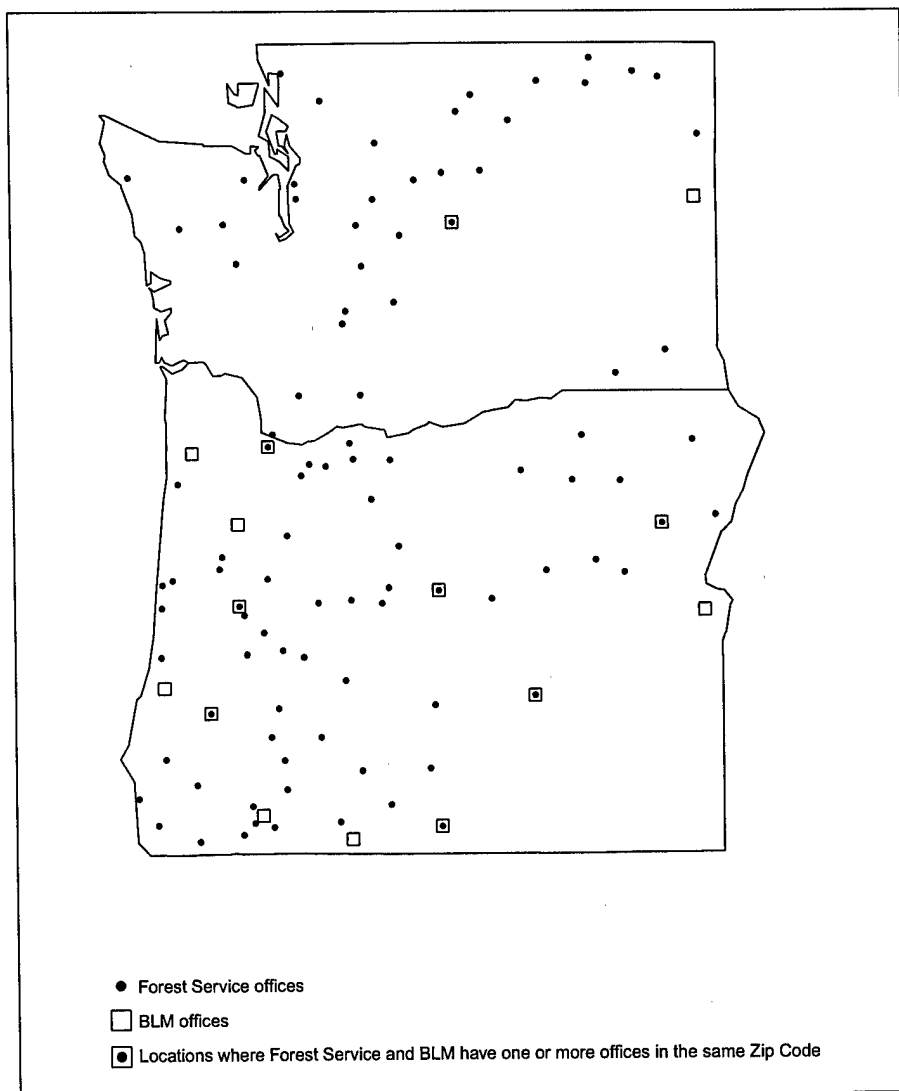 Forest Service offices
BLM offices
Locations where Forest Service and BLM have one or more offices in the same Zip Code